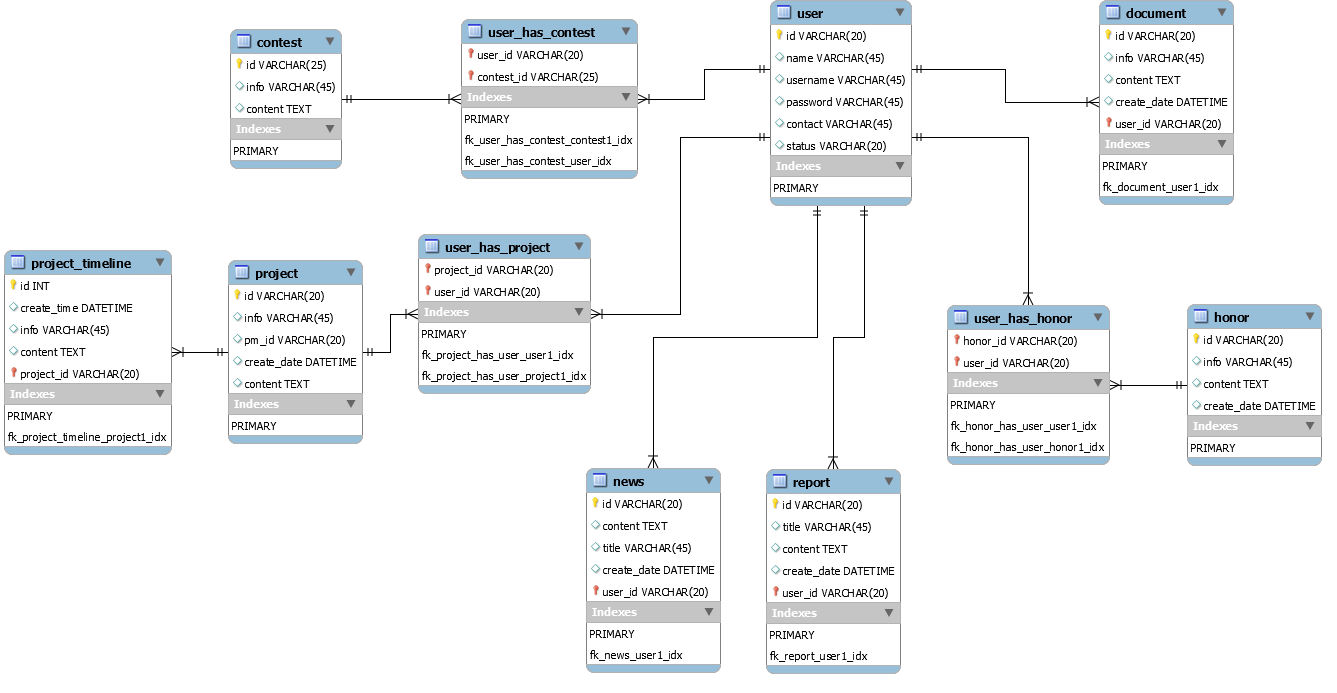 contest
id VARCHAR(25)
info VARCHAR(45)
content TEXT
Indexes
PRIMARY
user_has_contest
user_id VARCHAR(20)
contest_id VARCHAR(25)
Indexes
PRIMARY
fk_user_has_contest_contest1_idx
fk_user_has_contest_user_idx
user
id VARCHAR(20)
name VARCHAR(45)
username VARCHAR(45)
password VARCHAR(45)
contact VARCHAR(45)
status VARCHAR(20)
Indexes
PRIMARY
document
id VARCHAR(20)
info VARCHAR(45)
content TEXT
create_date DATETIME
user_id VARCHAR(20)
Indexes
PRIMARY
fk_document_user1_idx
project_timeline
id INT
create_time DATETIME
info VARCHAR(45)
content TEXT
project_id VARCHAR(20)
Indexes
PRIMARY
fk_project_timeline_project1_idx
project
id VARCHAR(20)
info VARCHAR(45)
pm_id VARCHAR(20)
create_date DATETIME
content TEXT
Indexes
PRIMARY
user_has_project
project_id VARCHAR(20)
user_id VARCHAR(20)
Indexes
PRIMARY
fk_project_has_user_user1_idx
fk_project_has_user_project1_idx
user_has_honor
honor_id VARCHAR(20)
user_id VARCHAR(20)
Indexes
PRIMARY
fk_honor_has_user_user1_idx
fk_honor_has_user_honor1_idx
honor
id VARCHAR(20)
info VARCHAR(45)
content TEXT
create_date DATETIME
Indexes
PRIMARY
news
id VARCHAR(20)
content TEXT
title VARCHAR(45)
create_date DATETIME
user_id VARCHAR(20)
Indexes
PRIMARY
fk_news_user1_idx
report
id VARCHAR(20)
title VARCHAR(45)
content TEXT
create_date DATETIME
user_id VARCHAR(20)
Indexes
PRIMARY
fk_report_user1_idx